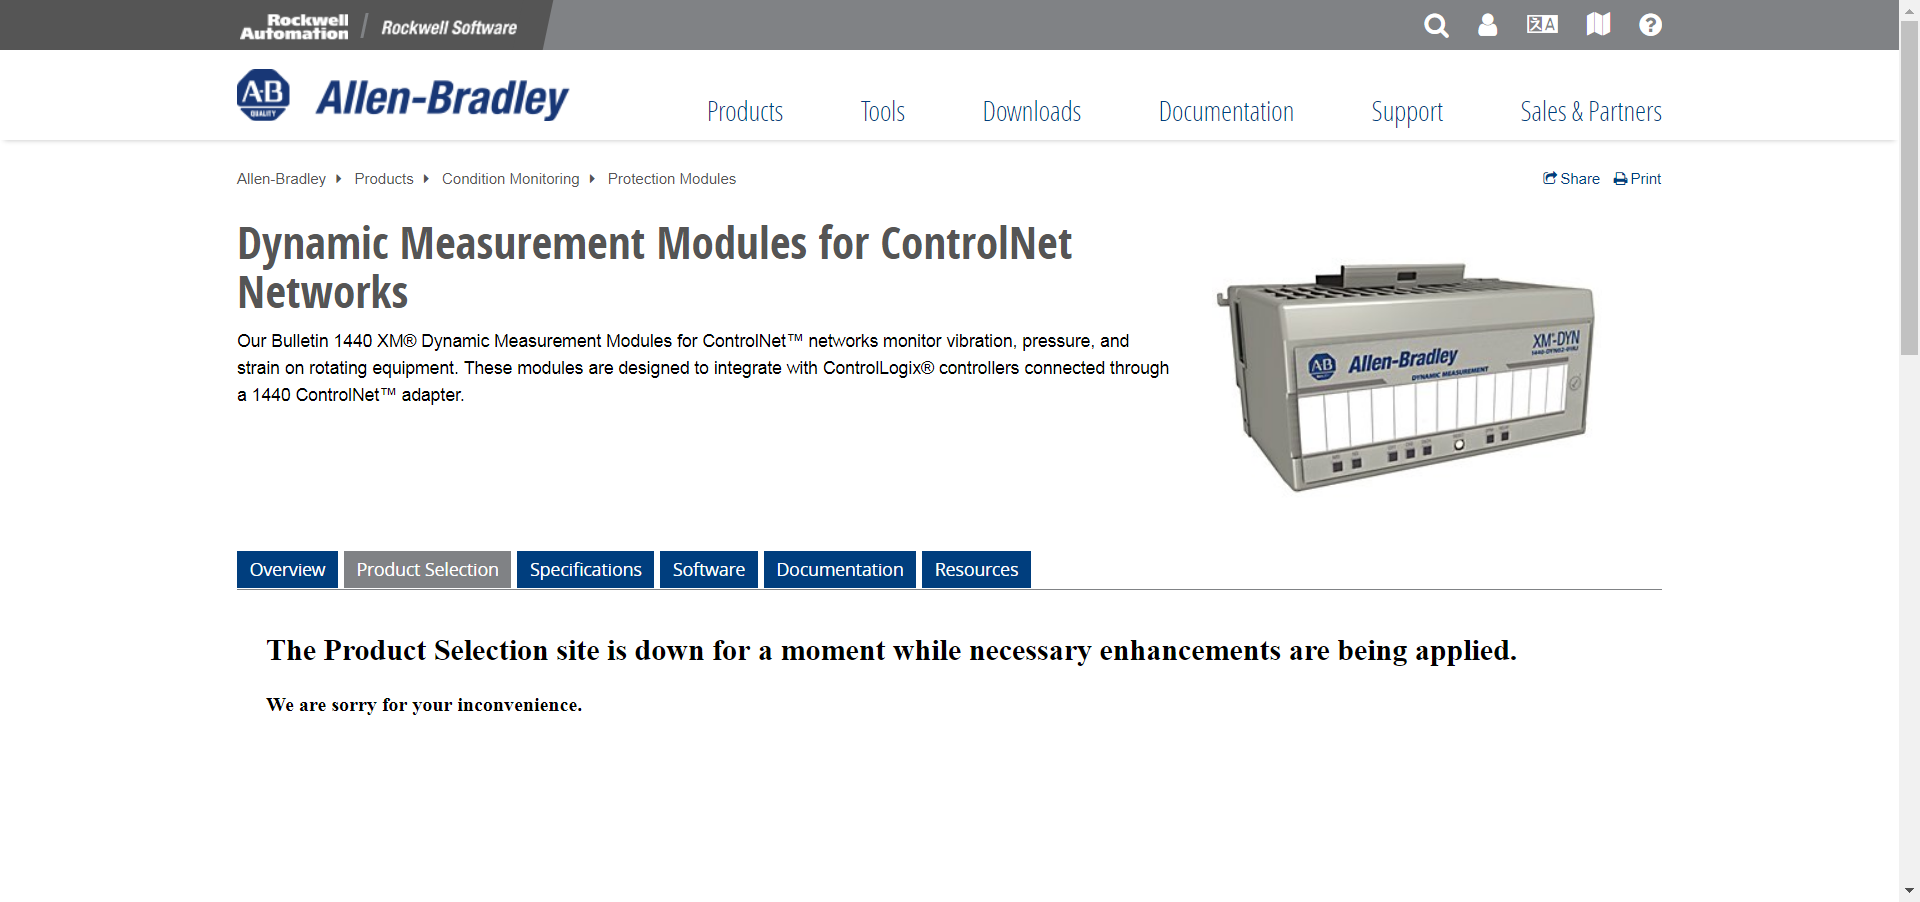 Rockwell Automation
Rockwell Software
A-B QUALITY
Allen-Bradley
Products
Tools
Downloads
Documentation
Support
Sales & Partners
Allen-Bradley
Products
Condition Monitoring
Protection Modules
Share
Print
Dynamic Measurement Modules for ControlNet
Networks
Our Bulletin 1440 XM® Dynamic Measurement Modules for ControlNet™ networks monitor vibration, pressure, and
strain on rotating equipment. These modules are designed to integrate with ControlLogix® controllers connected through
a 1440 ControlNet™ adapter.
XM®-DYN
AB Allen-Bradley
DYNAMIC MEASUREMENT
Overview
Product Selection
Specifications
Software
Documentation
Resources
The Product Selection site is down for a moment while necessary enhancements are being applied.
We are sorry for your inconvenience.